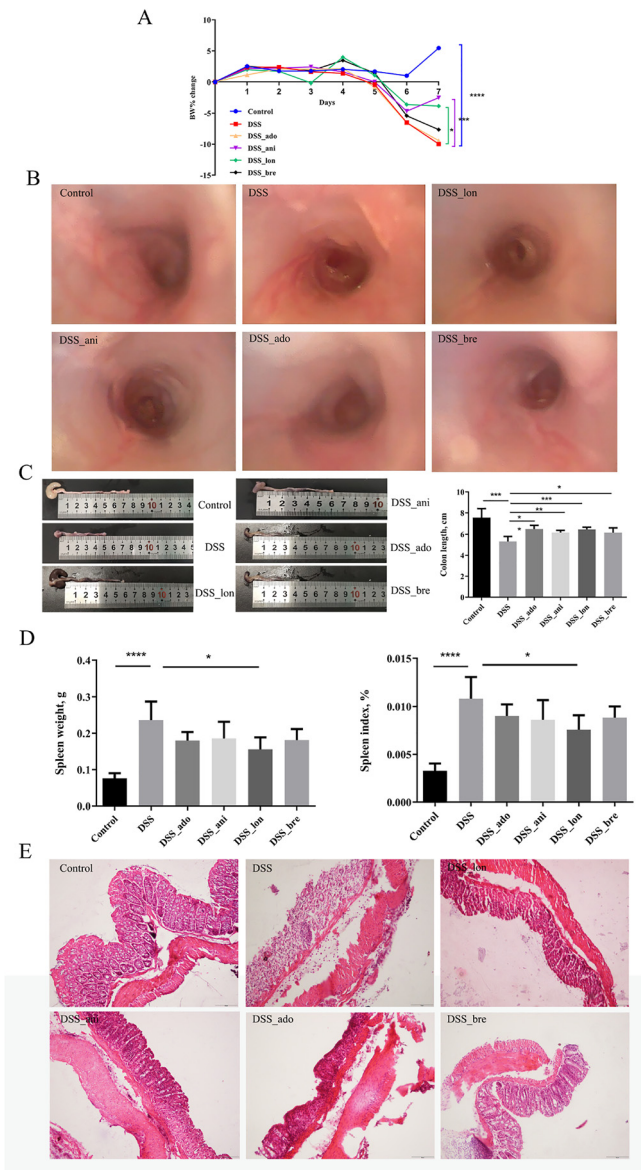 A
10
5
0
-5
-10
-15
BW% change
1 2 3 4 5 6 7
Days
Control
DSS
DSS_ado
DSS_ani
DSS_lon
DSS_bre
*
***
****
B
Control
DSS
DSS_lon
DSS_ani
DSS_ado
DSS_bre
C
Control
DSS
DSS_lon
DSS_ani
DSS_ado
DSS_bre
*
***
***
**
*
*
10
8
6
4
2
0
Colon length, cm
Control
DSS
DSS_ado
DSS_ani
DSS_lon
DSS_bre
D
****
*
0.4
0.3
0.2
0.1
0.0
Spleen weight, g
Control
DSS
DSS_ado
DSS_ani
DSS_lon
DSS_bre
****
*
0.015
0.010
0.005
0.000
Spleen index, %
Control
DSS
DSS_ado
DSS_ani
DSS_lon
DSS_bre
E
Control
DSS
DSS_lon
DSS_ani
DSS_ado
DSS_bre